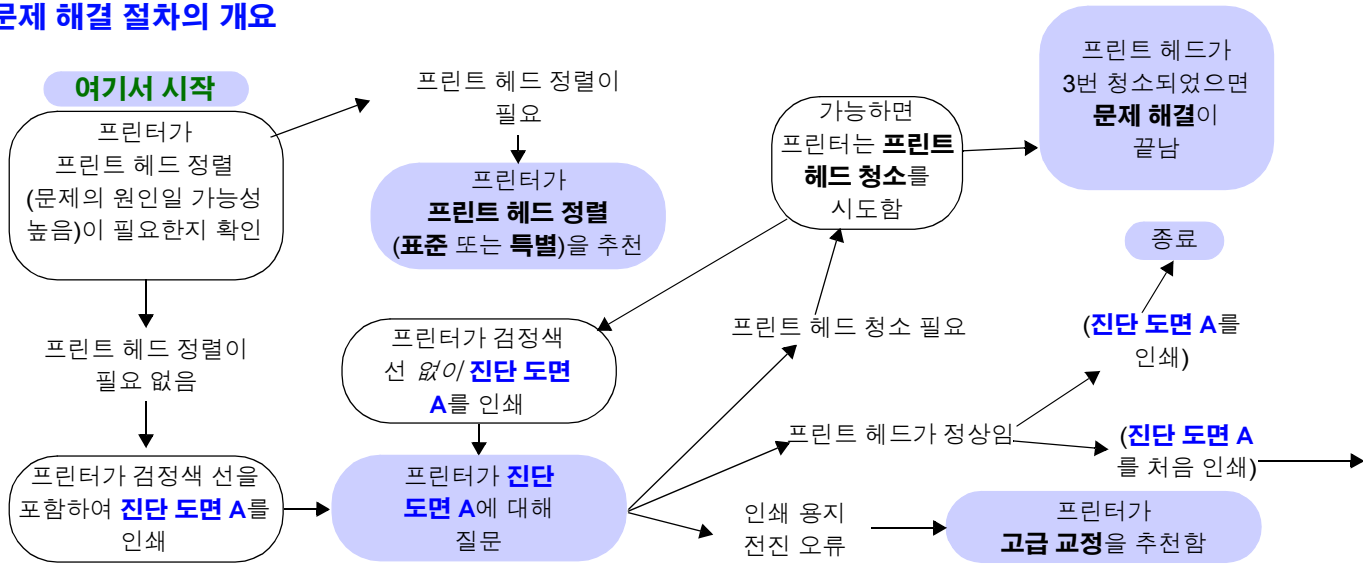 문제 해결 절차의 개요
여기서 시작
프린터가
프린트 헤드 정렬
(문제의 원인일 가능성
높음)이 필요한지 확인
프린트 헤드 정렬이
필요
프린터가
프린트 헤드 정렬
(표준 또는 특별)을 추천
프린트 헤드 정렬이
필요 없음
프린터가 검정색 선을
포함하여 진단 도면 A를
인쇄
프린터가 검정색
선 없이 진단 도면
A를 인쇄
프린터가 진단
도면 A에 대해
질문
가능하면
프린터는 프린트
헤드 청소를
시도함
프린트 헤드가
3번 청소되었으면
문제 해결이
끝남
프린트 헤드 청소 필요
프린트 헤드가 정상임
종료
(진단 도면 A를
인쇄)
(진단 도면 A
를 처음 인쇄)
인쇄 용지
전진 오류
프린터가
고급 교정을 추천함